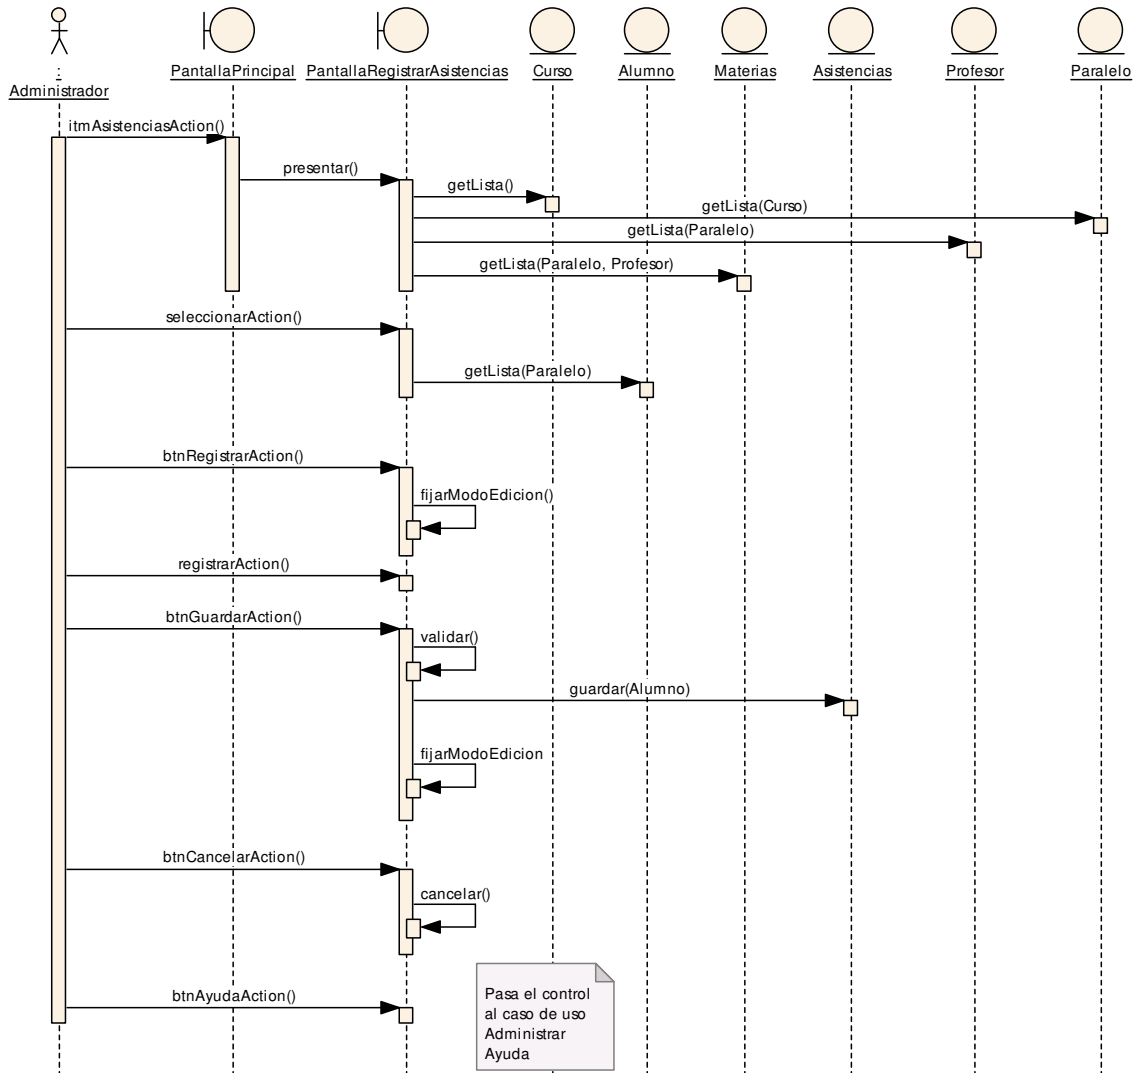 PantallaPrincipal PantallaRegistrarAsistencias Curso Alumno Materias Asistencias Profesor Paralelo
:
Administrador
itmAsistenciasAction()
presentar()
getLista()
getLista(Curso)
getLista(Paralelo)
getLista(Paralelo, Profesor)
seleccionarAction()
getLista(Paralelo)
btnRegistrarAction()
fijarModoEdicion()
registrarAction()
btnGuardarAction()
validar()
guardar(Alumno)
fijarModoEdicion
btnCancelarAction()
cancelar()
btnAyudaAction()
Pasa el control
al caso de uso
Administrar
Ayuda